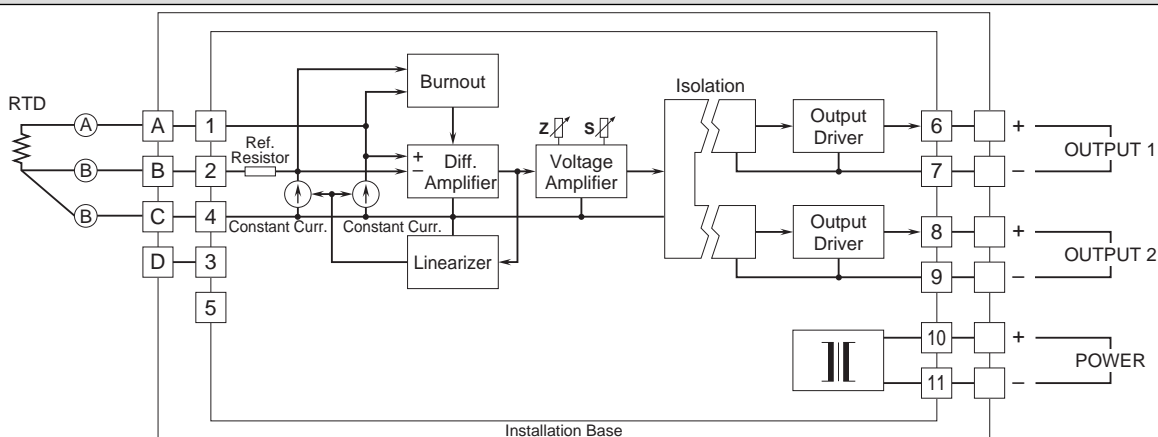 RTD
A
B
B
A
B
C
D
1
2
4
3
5
Ref.
Resistor
Burnout
+
−
Diff.
Amplifier
Constant Curr.
Constant Curr.
Linearizer
Z
S
Voltage
Amplifier
Isolation
Output
Driver
6
7
+
−
OUTPUT 1
Output
Driver
8
9
+
−
OUTPUT 2
10
11
+
−
POWER
Installation Base